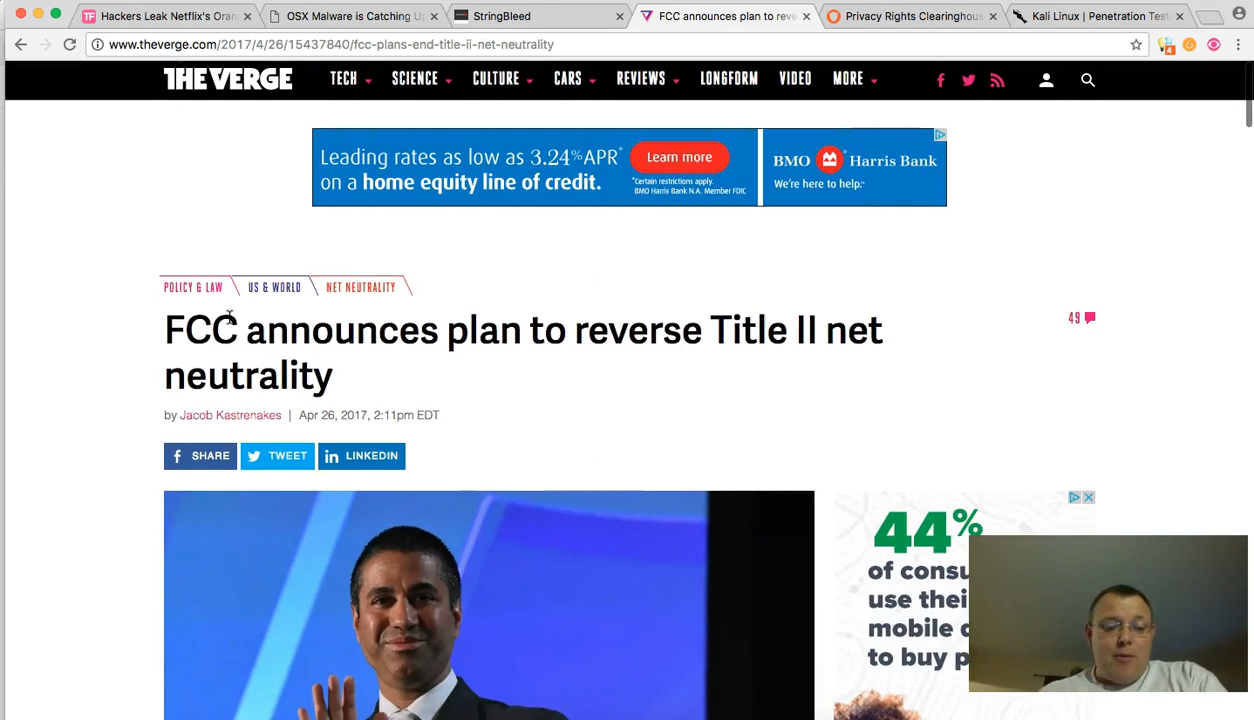 Hackers Leak Netflix's Oran
OSX Malware is Catching Up
StringBleed
FCC announces plan to reve
Privacy Rights Clearinghous
Kali Linux | Penetration Test
www.theverge.com/2017/4/26/15437840/fcc-plans-end-title-ii-net-neutrality
4
THE VERGE
TECH SCIENCE CULTURE CARS REVIEWS LONGFORM VIDEO MORE
Leading rates as low as 3.24%APR*
on a home equity line of credit.
Learn more
*Certain restrictions apply.
BMO Harris Bank N.A. Member FDIC
BMO Harris Bank
We're here to help.
POLICY & LAW US & WORLD NET NEUTRALITY
FCC announces plan to reverse Title II net
neutrality
49
by Jacob Kastrenakes | Apr 26, 2017, 2:11pm EDT
SHARE TWEET LINKEDIN
44%
of consu
use thei
mobile
to buy p